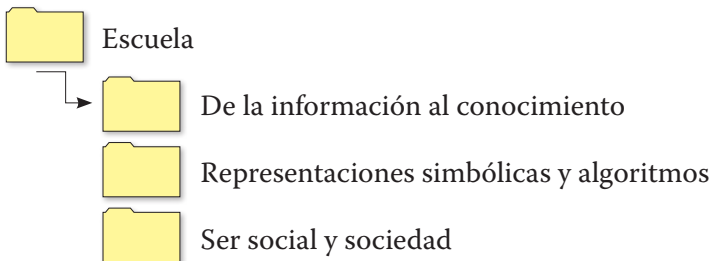 Escuela
De la información al conocimiento
Representaciones simbólicas y algoritmos
Ser social y sociedad